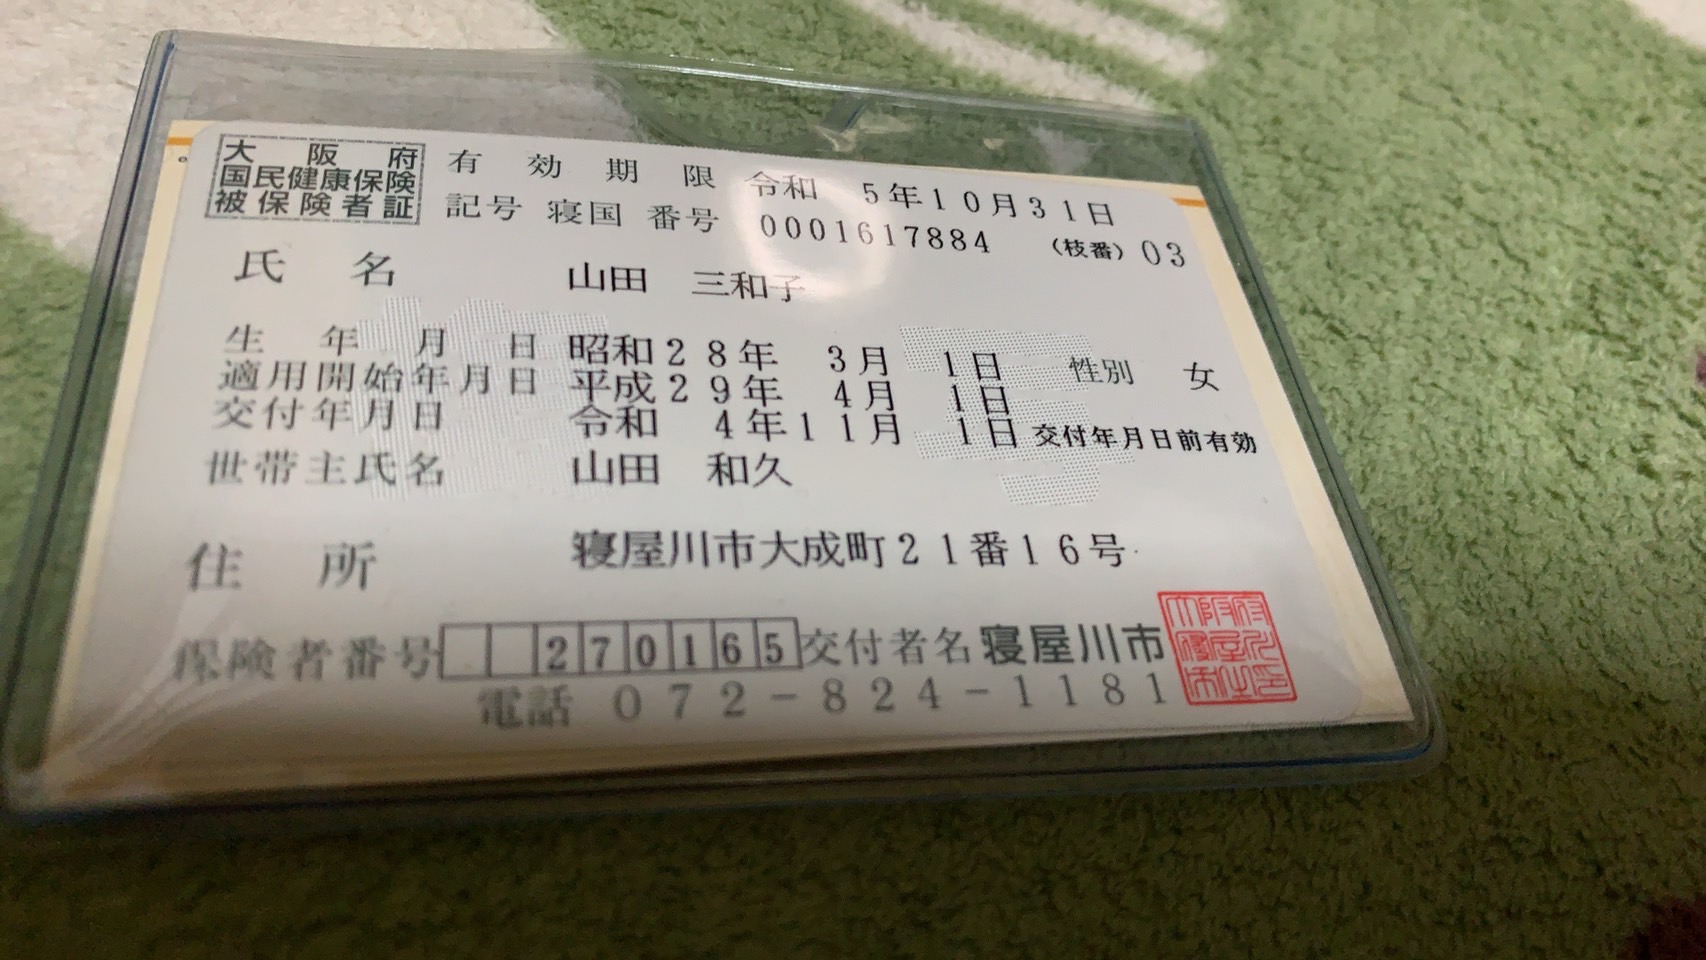 大阪府
国民健康保険
被保険者証
有効期限 令和 5年10月31日
記号 寝国 番号 0001617884 (枝番) 03
氏名 山田 三和子
生年月日 昭和28年 3月 1日 性別 女
適用開始年月日 平成29年 4月 1日
交付年月日 令和 4年11月 1日 交付年月日前有効
世帯主氏名 山田 和久
住所 寝屋川市大成町21番16号
保険者番号 270165 交付者名 寝屋川市
電話 072-824-1181